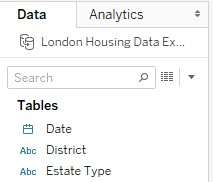 Data Analytics
London Housing Data Ex...
Search
Tables
Date
Abc District
Abc Estate Type